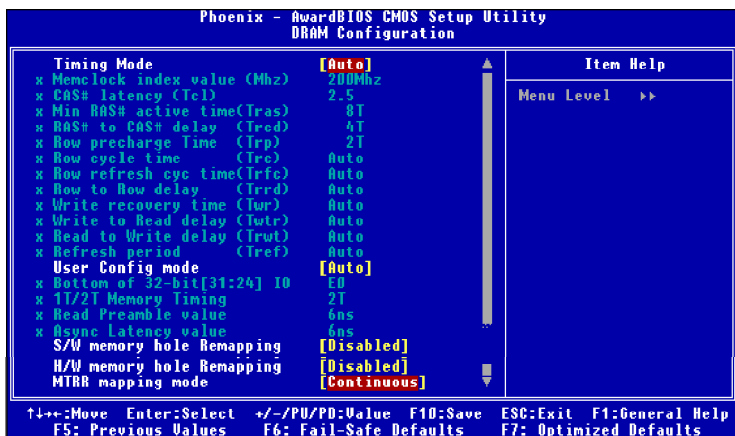 Phoenix - AwardBIOS CMOS Setup Utility
DRAM Configuration
Timing Mode [Auto]
x Memclock index value (Mhz) 200Mhz
x CAS# latency (Tcl) 2.5
x Min RAS# active time(Tras) 8T
x RAS# to CAS# delay (Trcd) 4T
x Row precharge Time (Trp) 2T
x Row cycle time (Trc) Auto
x Row refresh cyc time(Trfc) Auto
x Row to Row delay (Trrd) Auto
x Write recovery time (Twr) Auto
x Write to Read delay (Twtr) Auto
x Read to Write delay (Trwt) Auto
x Refresh period (Tref) Auto
User Config mode [Auto]
x Bottom of 32-bit[31:24] IO E0
x 1T/2T Memory Timing 2T
x Read Preamble value 6ns
x Async Latency value 6ns
S/W memory hole Remapping [Disabled]
H/W memory hole Remapping [Disabled]
MTRR mapping mode [Continuous]
Item Help
Menu Level ►►
↑↓→←:Move Enter:Select +/-/PU/PD:Value F10:Save ESC:Exit F1:General Help
F5: Previous Values F6: Fail-Safe Defaults F7: Optimized Defaults